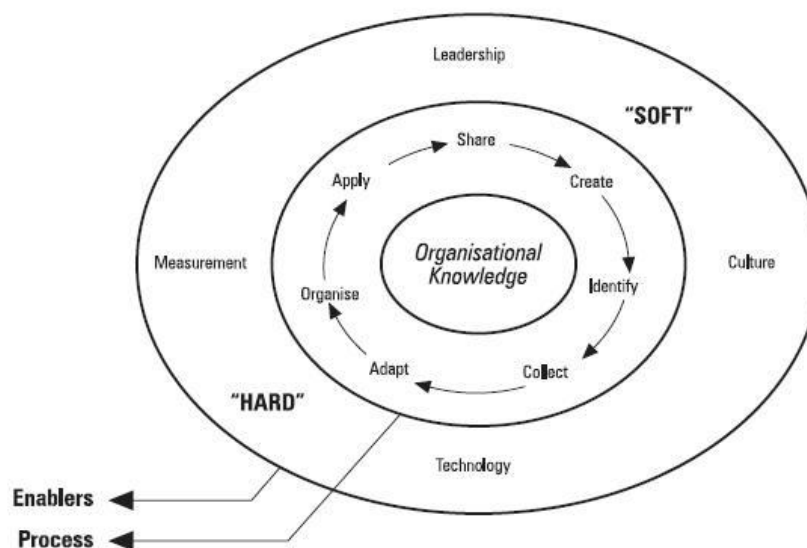 Leadership
“SOFT”
Share
Apply
Create
Organisational
Knowledge
Measurement
Culture
Organise
Identify
Adapt
Collect
“HARD”
Technology
Enablers
Process